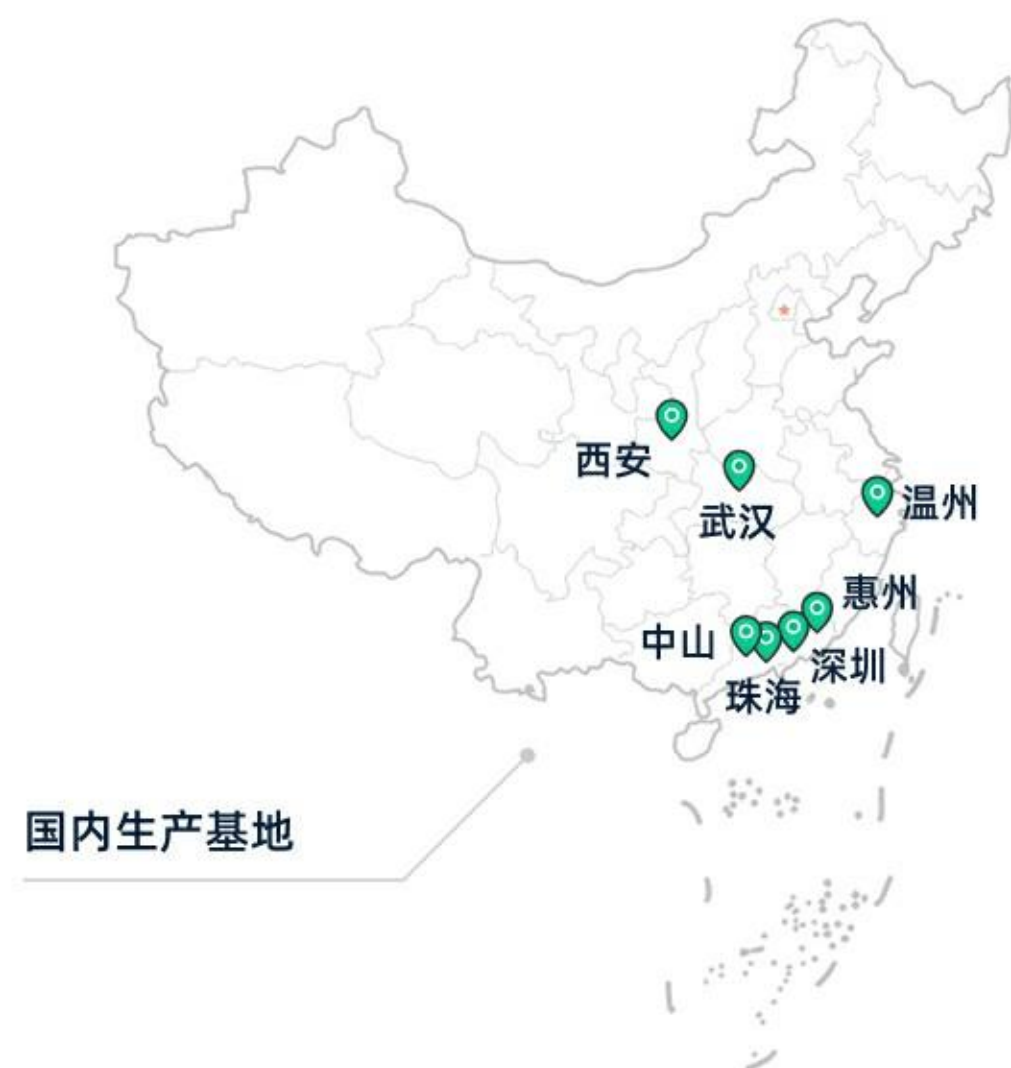 西安
武汉
温州
惠州
中山
深圳
珠海
国内生产基地